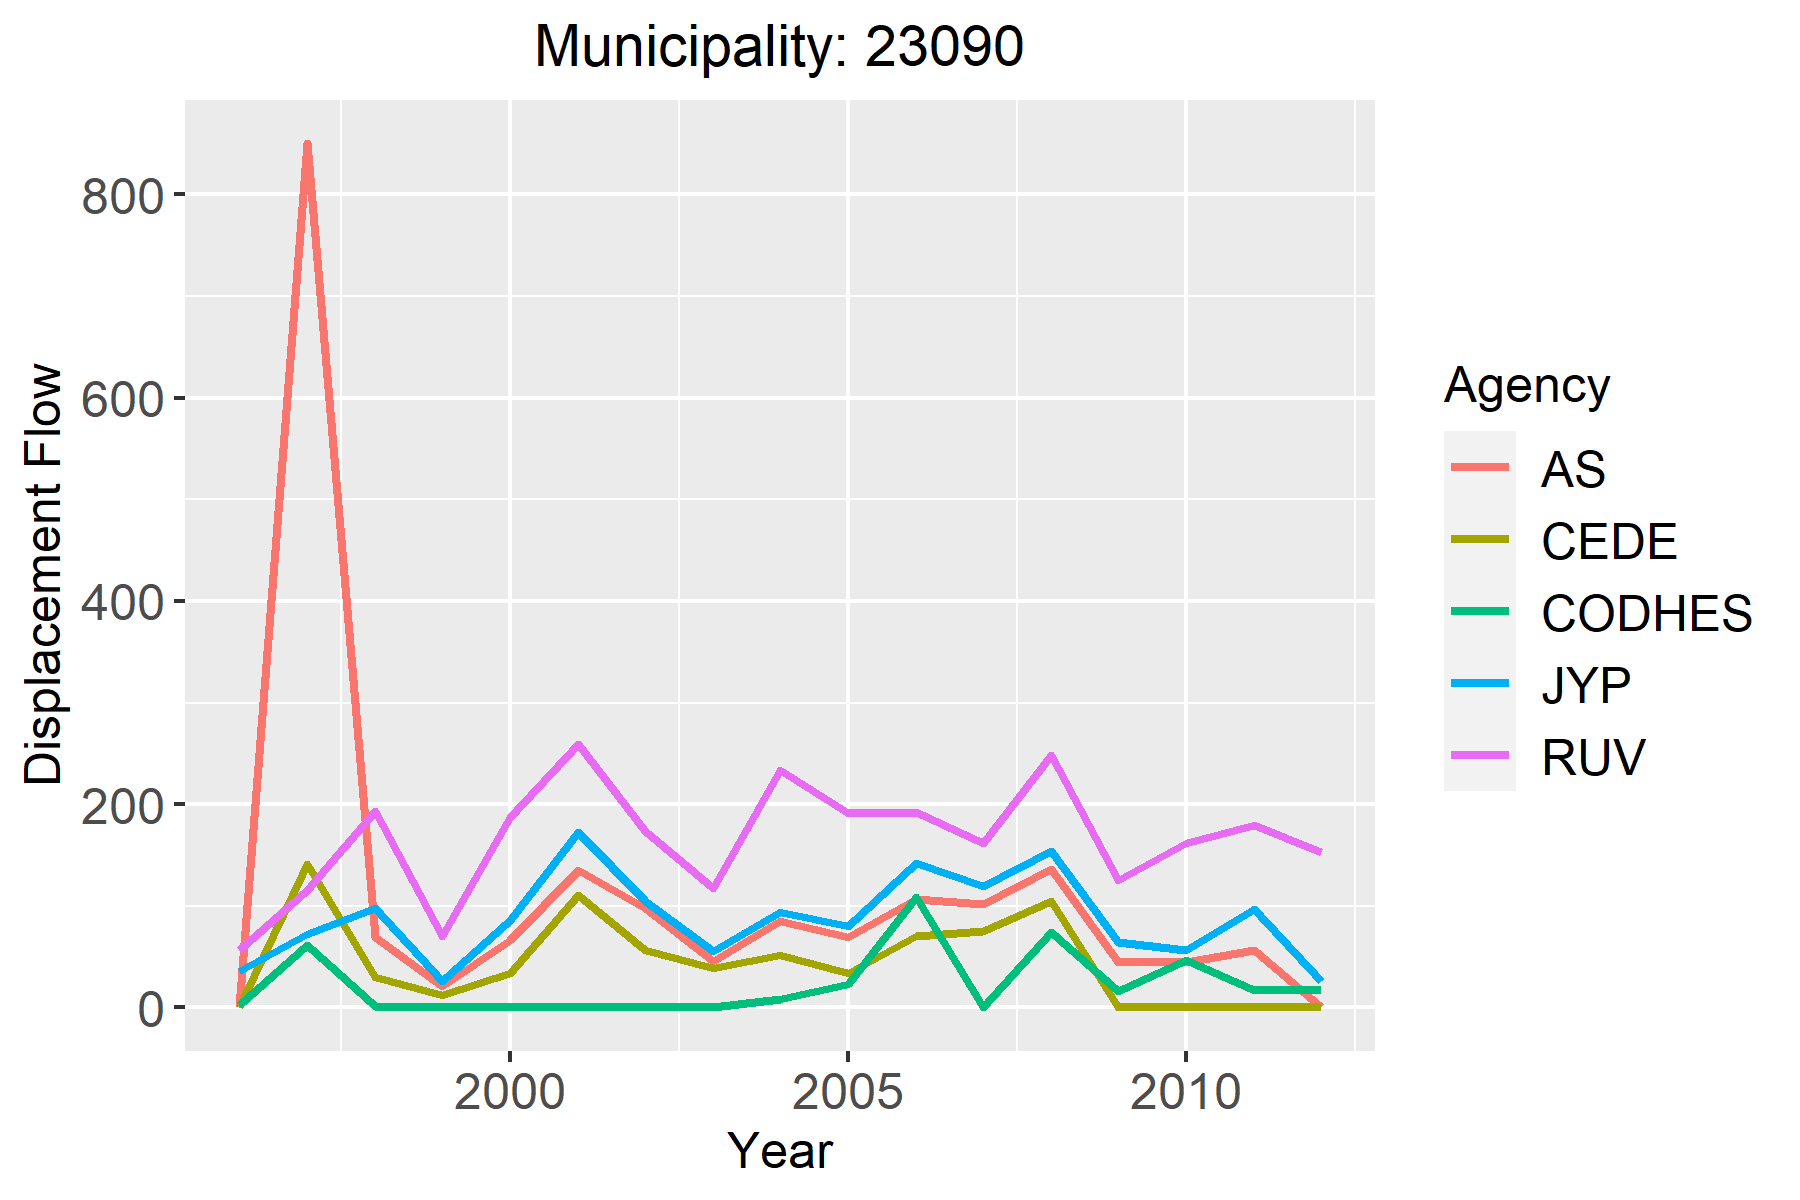 Municipality: 23090
Displacement Flow
800
600
400
200
0
2000
2005
2010
Year
Agency
AS
CEDE
CODHES
JYP
RUV